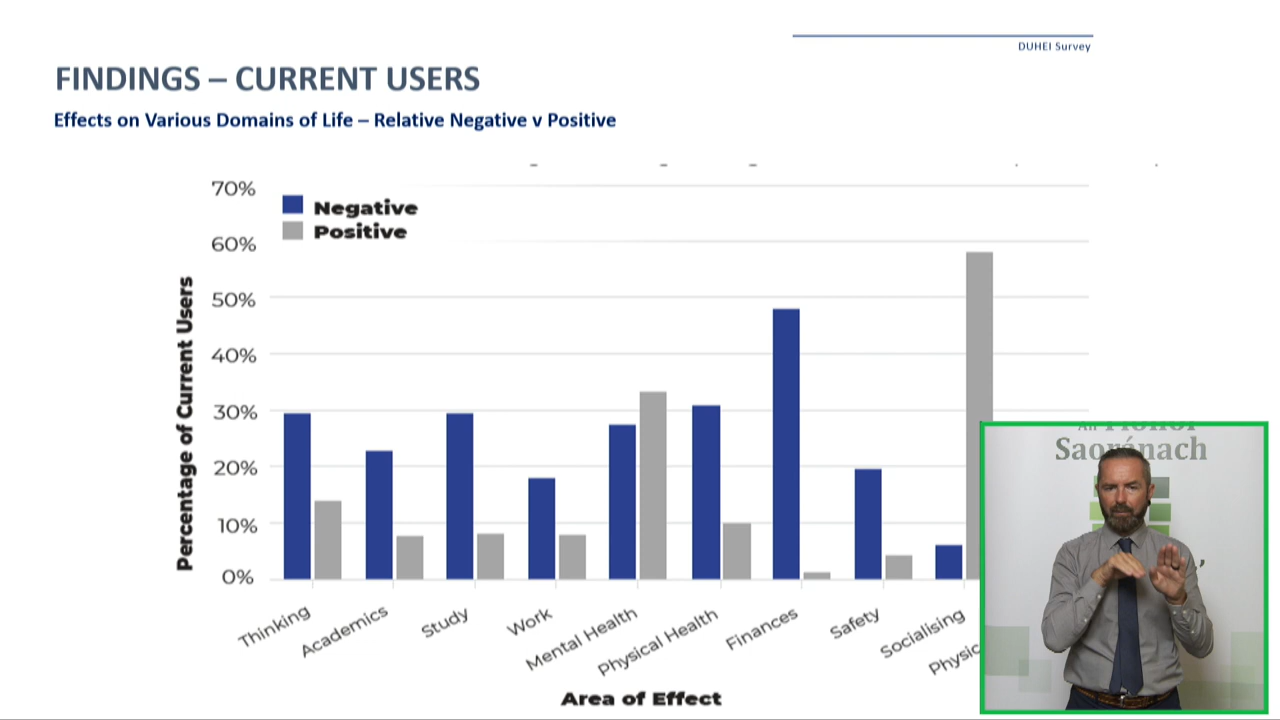 DUHEI Survey
FINDINGS – CURRENT USERS
Effects on Various Domains of Life – Relative Negative v Positive
70%
60%
50%
40%
30%
20%
10%
0%
Negative
Positive
Percentage of Current Users
Thinking
Academics
Study
Work
Mental Health
Physical Health
Finances
Safety
Socialising
Area of Effect
Saoránach